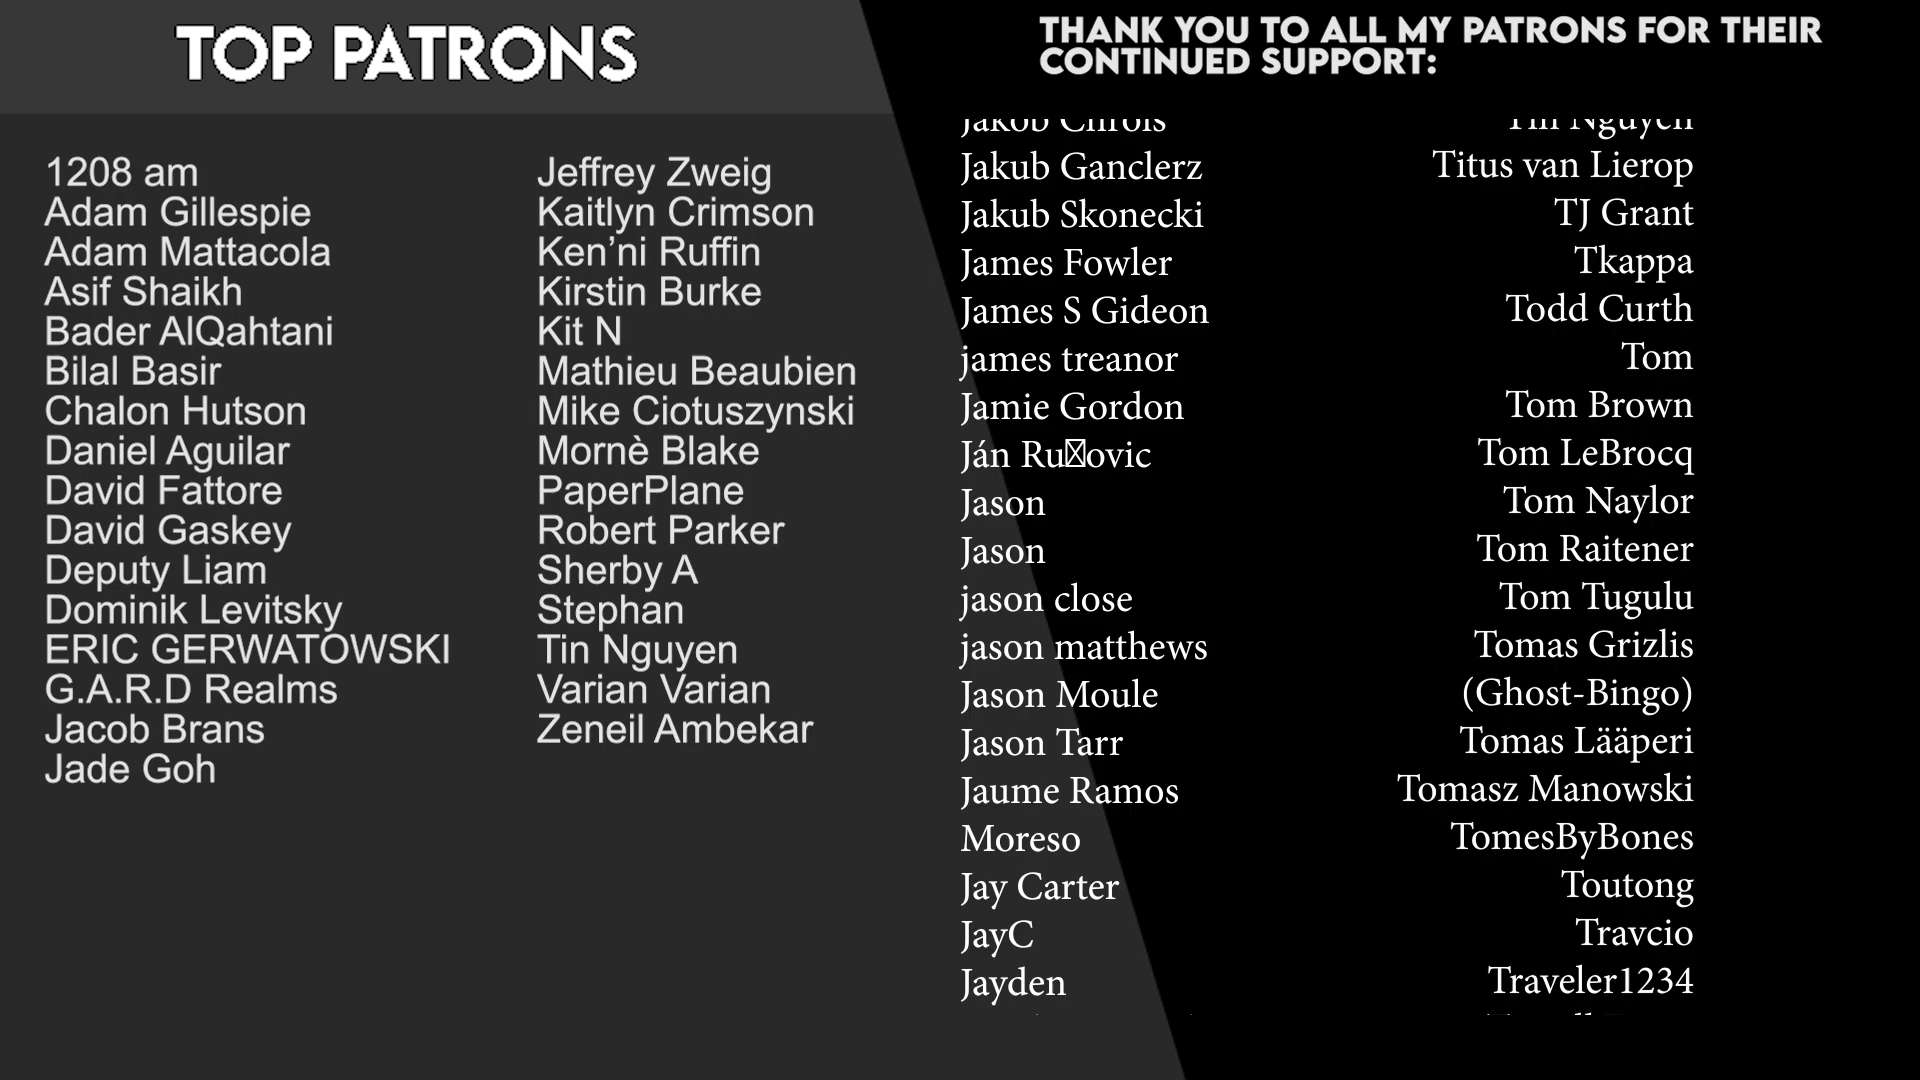 TOP PATRONS
1208 am
Adam Gillespie
Adam Mattacola
Asif Shaikh
Bader AlQahtani
Bilal Basir
Chalon Hutson
Daniel Aguilar
David Fattore
David Gaskey
Deputy Liam
Dominik Levitsky
ERIC GERWATOWSKI
G.A.R.D Realms
Jacob Brans
Jade Goh
Jeffrey Zweig
Kaitlyn Crimson
Ken’ni Ruffin
Kirstin Burke
Kit N
Mathieu Beaubien
Mike Ciotuszynski
Mornè Blake
PaperPlane
Robert Parker
Sherby A
Stephan
Tin Nguyen
Varian Varian
Zeneil Ambekar
THANK YOU TO ALL MY PATRONS FOR THEIR
CONTINUED SUPPORT:
Jakob
Jakub Ganclerz
Jakub Skonecki
James Fowler
James S Gideon
james treanor
Jamie Gordon
Ján
Jason
Jason
jason close
jason matthews
Jason Moule
Jason Tarr
Jaume Ramos
Moreso
Jay Carter
JayC
Jayden
Nguyen
Titus van Lierop
TJ Grant
Tkappa
Todd Curth
Tom
Tom Brown
Tom LeBrocq
Tom Naylor
Tom Raitener
Tom Tugulu
Tomas Grizlis
(Ghost-Bingo)
Tomas Lääperi
Tomasz Manowski
TomesByBones
Toutong
Travcio
Traveler1234